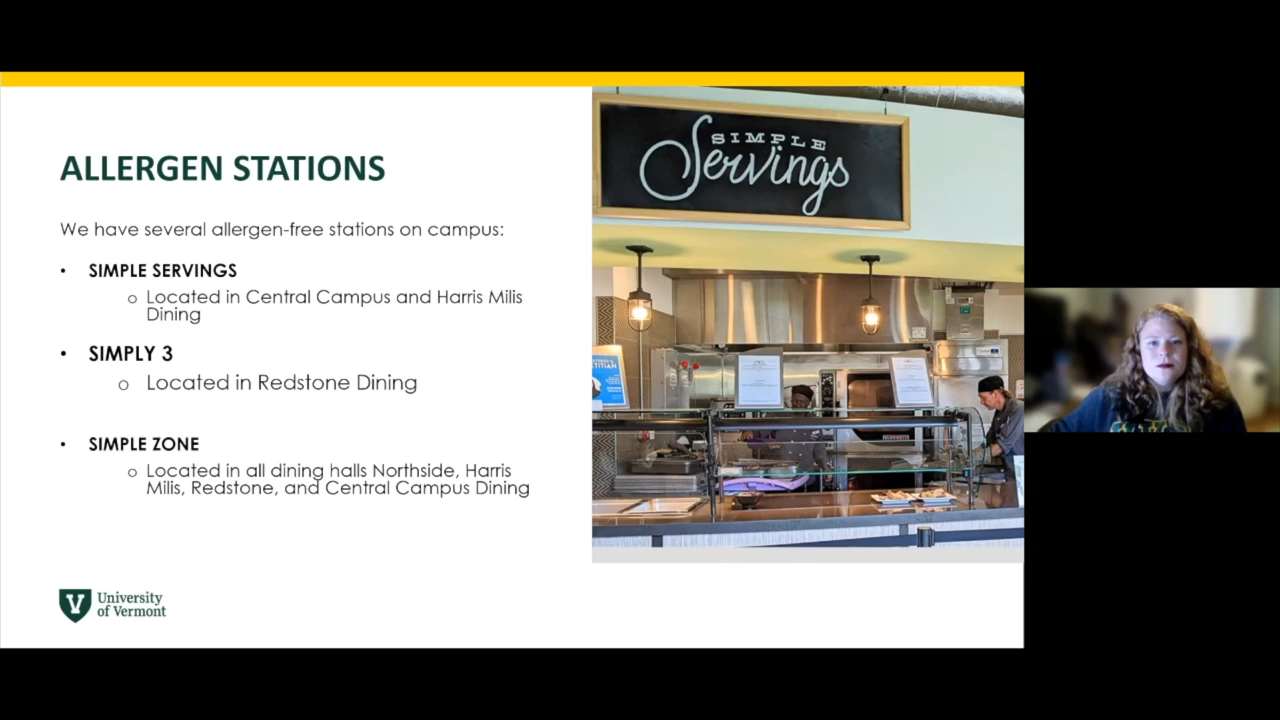 ALLERGEN STATIONS
We have several allergen-free stations on campus:
• SIMPLE SERVINGS
o Located in Central Campus and Harris Milis
Dining
• SIMPLY 3
o Located in Redstone Dining
• SIMPLE ZONE
o Located in all dining halls Northside, Harris
Milis, Redstone, and Central Campus Dining
University
of Vermont
SIMPLE
Servings